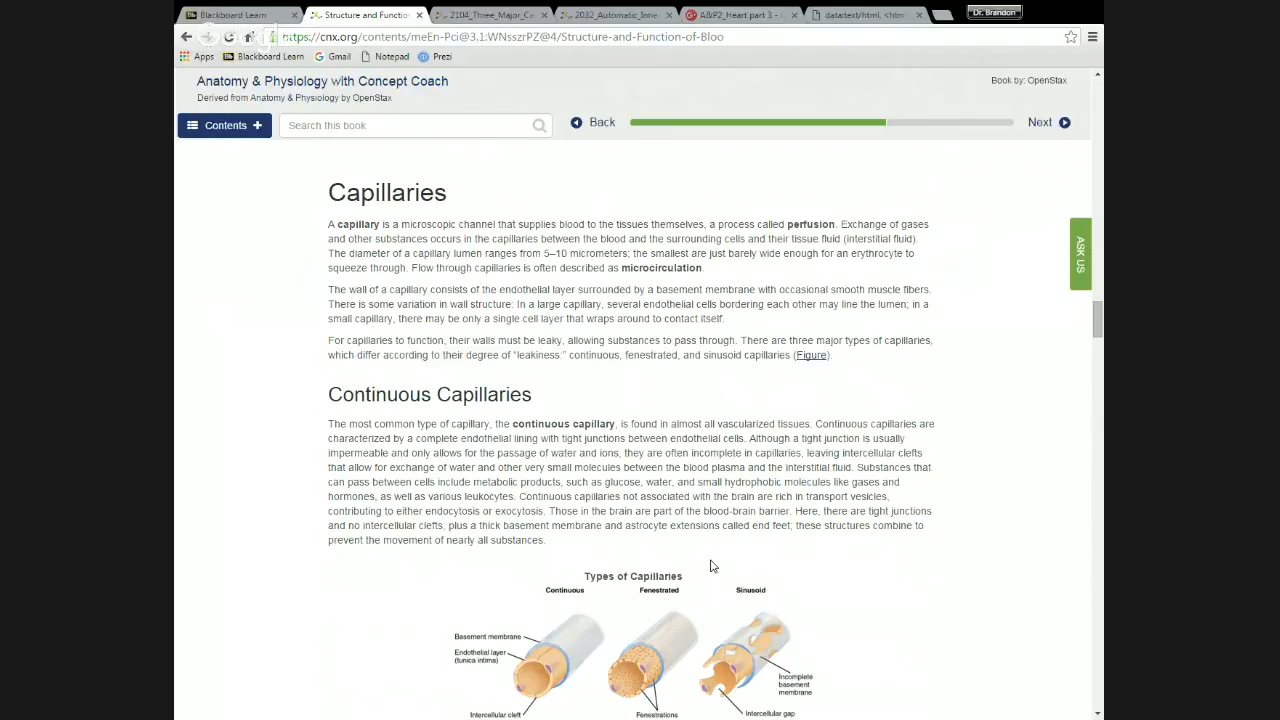 Blackboard Learn
Structure and Functio
2104_Three_Major_Ca
2032_Automatic_Inne
A&P2_Heart part 3 -
data:text/html, <html
Dr. Brandon
https://cnx.org/contents/meEn-Pci@3.1:WNsszrPZ@4/Structure-and-Function-of-Bloo
Apps Blackboard Learn Gmail Notepad Prezi
Anatomy & Physiology with Concept Coach
Book by: OpenStax
Derived from Anatomy & Physiology by OpenStax
Contents +
Search this book
Back
Next
Capillaries
A capillary is a microscopic channel that supplies blood to the tissues themselves, a process called perfusion. Exchange of gases
and other substances occurs in the capillaries between the blood and the surrounding cells and their tissue fluid (interstitial fluid).
The diameter of a capillary lumen ranges from 5–10 micrometers; the smallest are just barely wide enough for an erythrocyte to
squeeze through. Flow through capillaries is often described as microcirculation.
The wall of a capillary consists of the endothelial layer surrounded by a basement membrane with occasional smooth muscle fibers.
There is some variation in wall structure: In a large capillary, several endothelial cells bordering each other may line the lumen; in a
small capillary, there may be only a single cell layer that wraps around to contact itself.
For capillaries to function, their walls must be leaky, allowing substances to pass through. There are three major types of capillaries,
which differ according to their degree of “leakiness:” continuous, fenestrated, and sinusoid capillaries (Figure).
ASK US
Continuous Capillaries
The most common type of capillary, the continuous capillary, is found in almost all vascularized tissues. Continuous capillaries are
characterized by a complete endothelial lining with tight junctions between endothelial cells. Although a tight junction is usually
impermeable and only allows for the passage of water and ions, they are often incomplete in capillaries, leaving intercellular clefts
that allow for exchange of water and other very small molecules between the blood plasma and the interstitial fluid. Substances that
can pass between cells include metabolic products, such as glucose, water, and small hydrophobic molecules like gases and
hormones, as well as various leukocytes. Continuous capillaries not associated with the brain are rich in transport vesicles,
contributing to either endocytosis or exocytosis. Those in the brain are part of the blood-brain barrier. Here, there are tight junctions
and no intercellular clefts, plus a thick basement membrane and astrocyte extensions called end feet; these structures combine to
prevent the movement of nearly all substances.
Types of Capillaries
Continuous
Fenestrated
Sinusoid
Basement membrane
Endothelial layer
(tunica intima)
Intercellular cleft
Fenestrations
Incomplete
basement
membrane
Intercellular gap